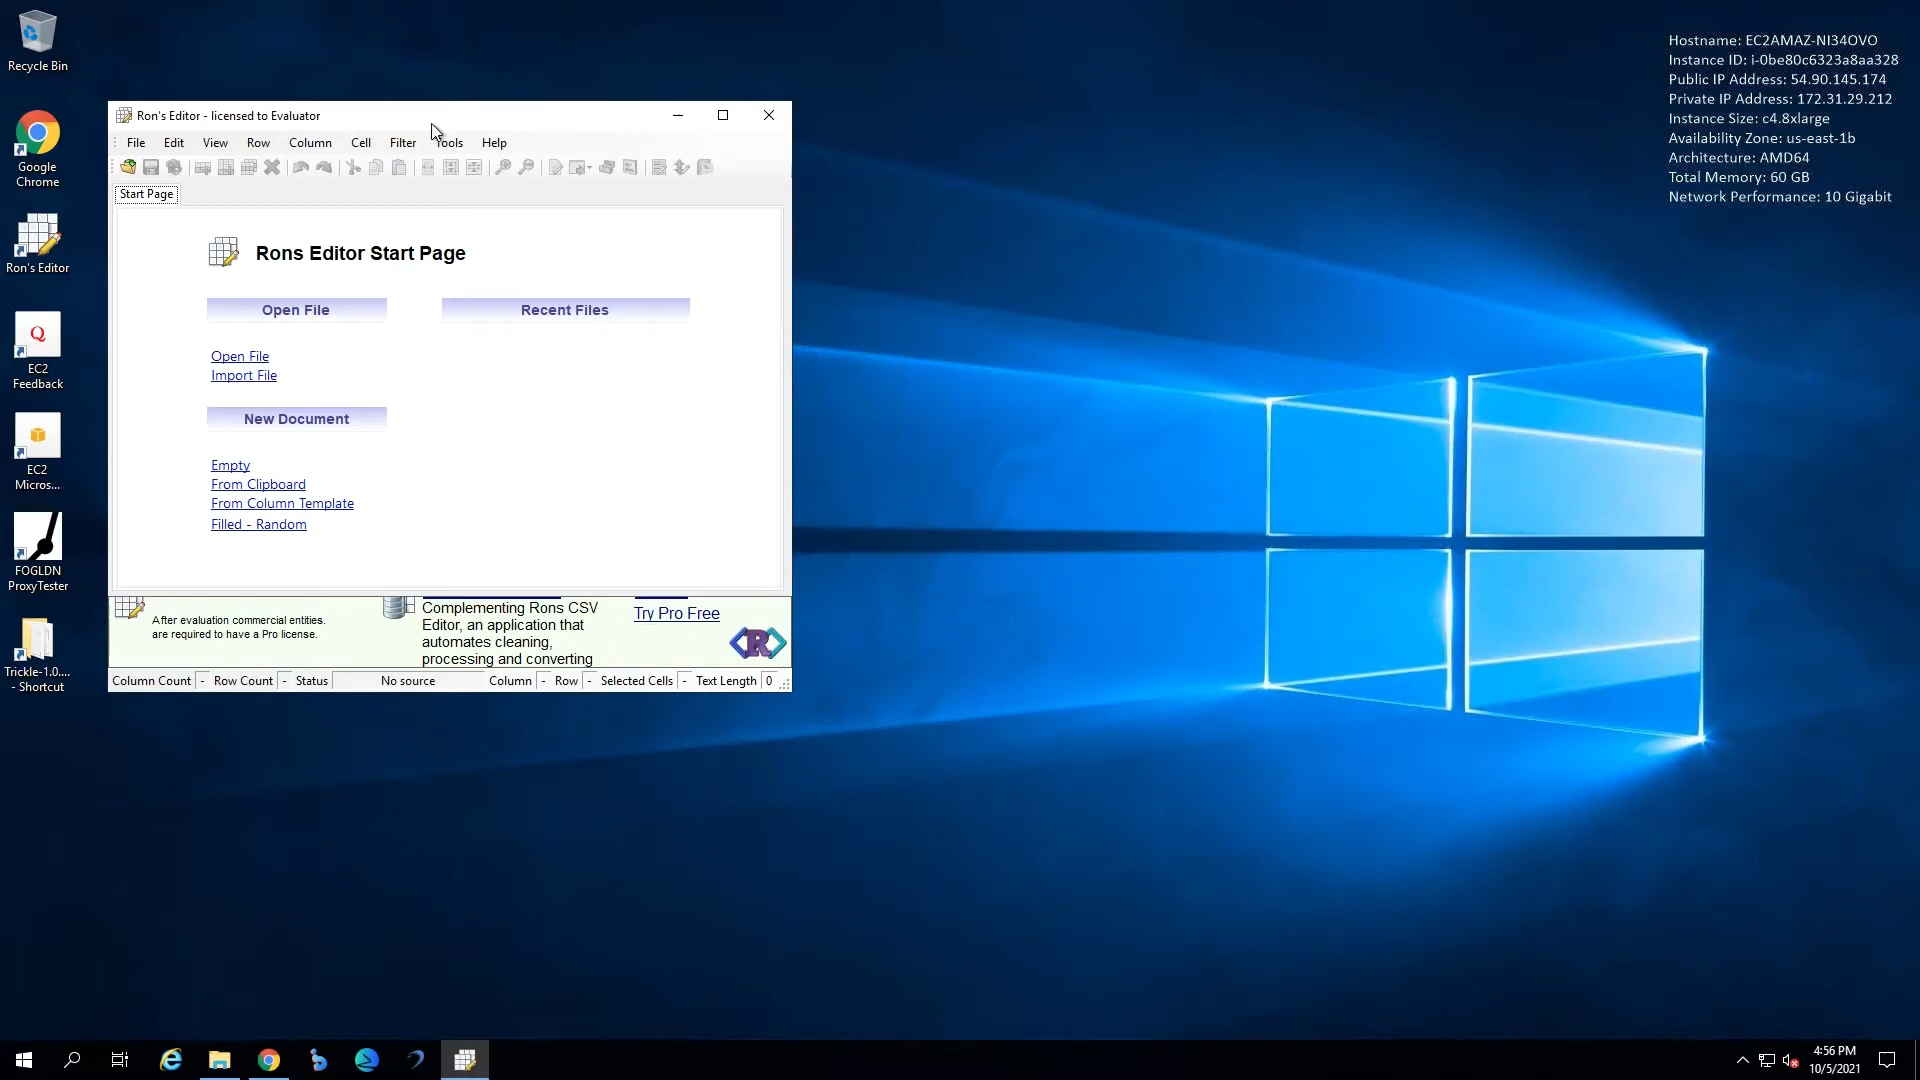 Recycle Bin
Google
Chrome
Ron's Editor
EC2
Feedback
EC2
Micros...
FOGLDN
ProxyTester
Trickle-1.0....
- Shortcut
Hostname: EC2AMAZ-NI34OVO
Instance ID: i-0be80c6323a8aa328
Public IP Address: 54.90.145.174
Private IP Address: 172.31.29.212
Instance Size: c4.8xlarge
Availability Zone: us-east-1b
Architecture: AMD64
Total Memory: 60 GB
Network Performance: 10 Gigabit
Ron's Editor - licensed to Evaluator
File Edit View Row Column Cell Filter Tools Help
Start Page
Rons Editor Start Page
Open File
Recent Files
Open File
Import File
New Document
Empty
From Clipboard
From Column Template
Filled - Random
After evaluation commercial entities.
are required to have a Pro license.
Complementing Rons CSV
Editor, an application that
automates cleaning,
processing and converting
Try Pro Free
R
Column Count - Row Count - Status No source Column - Row - Selected Cells - Text Length 0
4:56 PM
10/5/2021